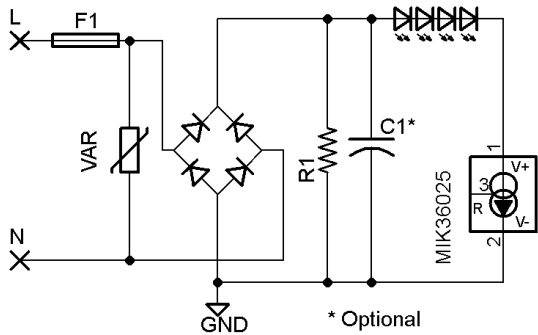 L
F1
VAR
N
R1
C1*
MIK36025
1
V+
3
R
V-
2
GND
* Optional